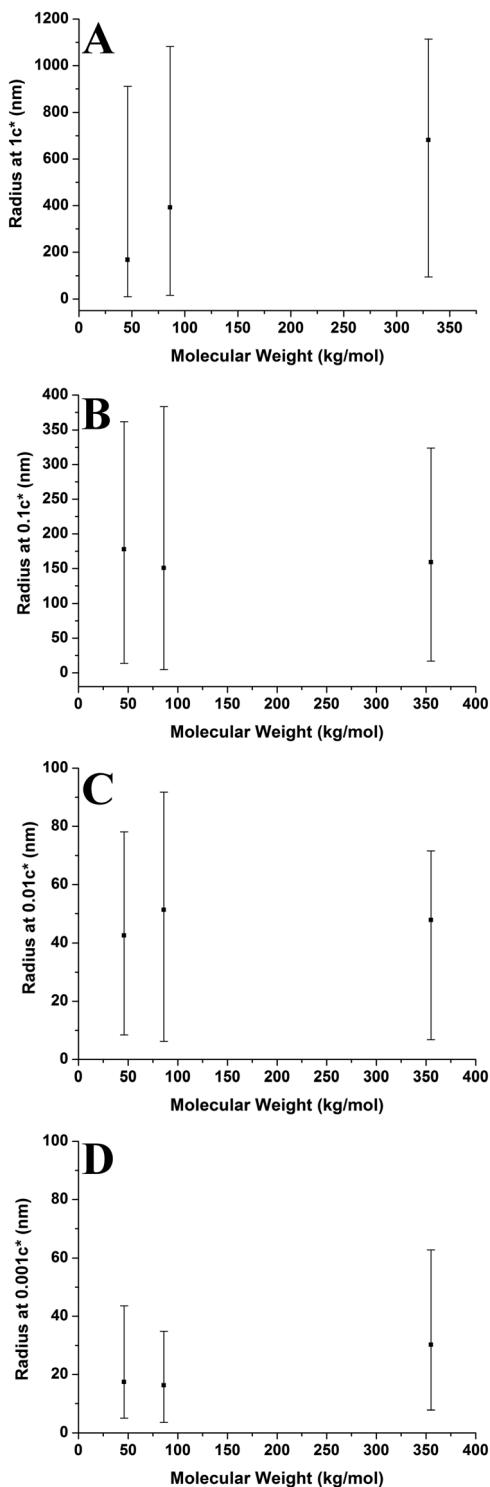 A
1200
1000
800
600
400
200
0
Radius at 1c* (nm)
0 50 100 150 200 250 300 350
Molecular Weight (kg/mol)
B
400
350
300
250
200
150
100
50
0
Radius at 0.1c* (nm)
0 50 100 150 200 250 300 350 400
Molecular Weight (kg/mol)
C
100
80
60
40
20
0
Radius at 0.01c* (nm)
0 50 100 150 200 250 300 350 400
Molecular Weight (kg/mol)
D
100
80
60
40
20
0
Radius at 0.001c* (nm)
0 50 100 150 200 250 300 350 400
Molecular Weight (kg/mol)